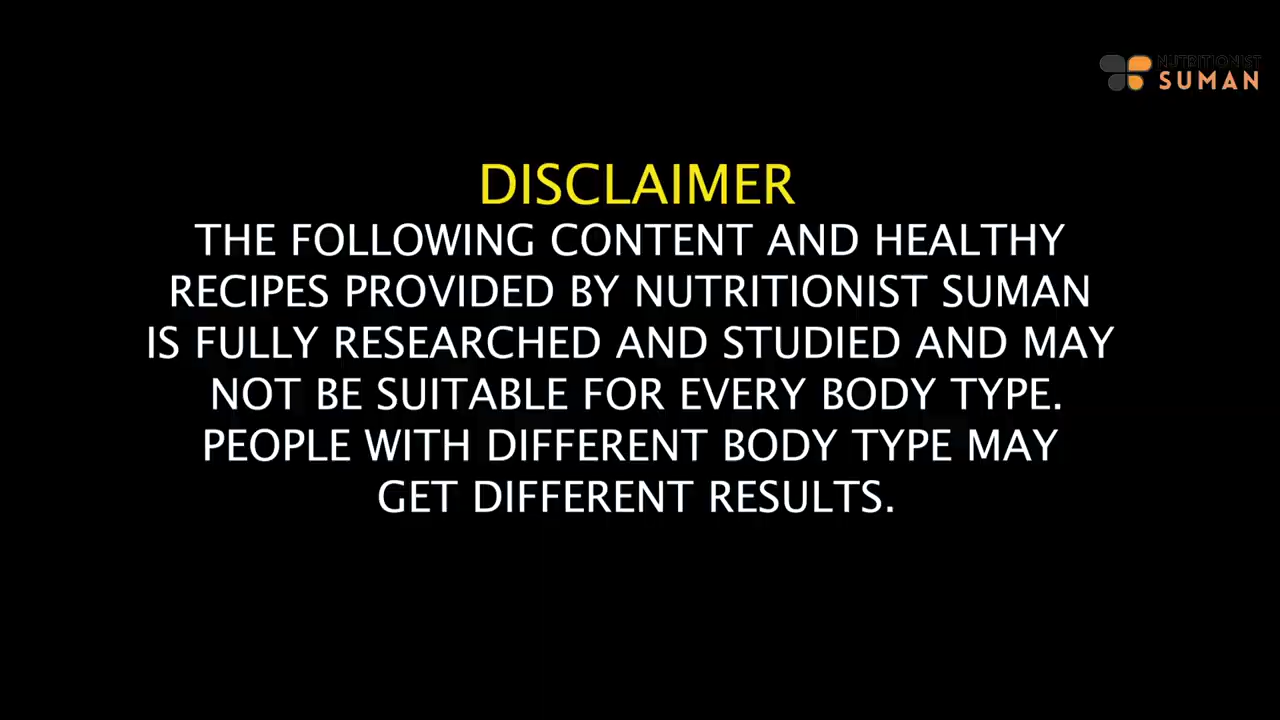 NUTRITIONIST
SUMAN
DISCLAIMER
THE FOLLOWING CONTENT AND HEALTHY
RECIPES PROVIDED BY NUTRITIONIST SUMAN
IS FULLY RESEARCHED AND STUDIED AND MAY
NOT BE SUITABLE FOR EVERY BODY TYPE.
PEOPLE WITH DIFFERENT BODY TYPE MAY
GET DIFFERENT RESULTS.